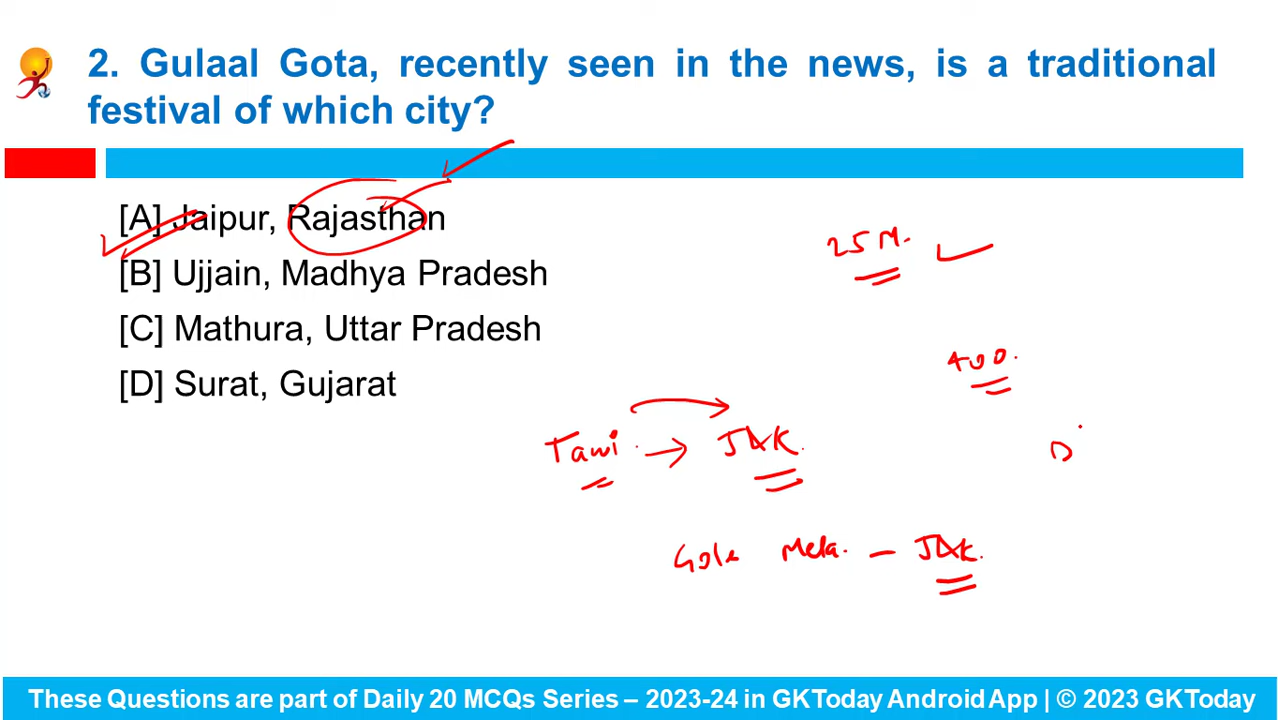 2. Gulaal Gota, recently seen in the news, is a traditional
festival of which city?
[A] Jaipur, Rajasthan
[B] Ujjain, Madhya Pradesh
[C] Mathura, Uttar Pradesh
[D] Surat, Gujarat
25 M.
400.
Tawi → J&K.
D
Gole Mela. – J&K.
These Questions are part of Daily 20 MCQs Series – 2023-24 in GKToday Android App | © 2023 GKToday